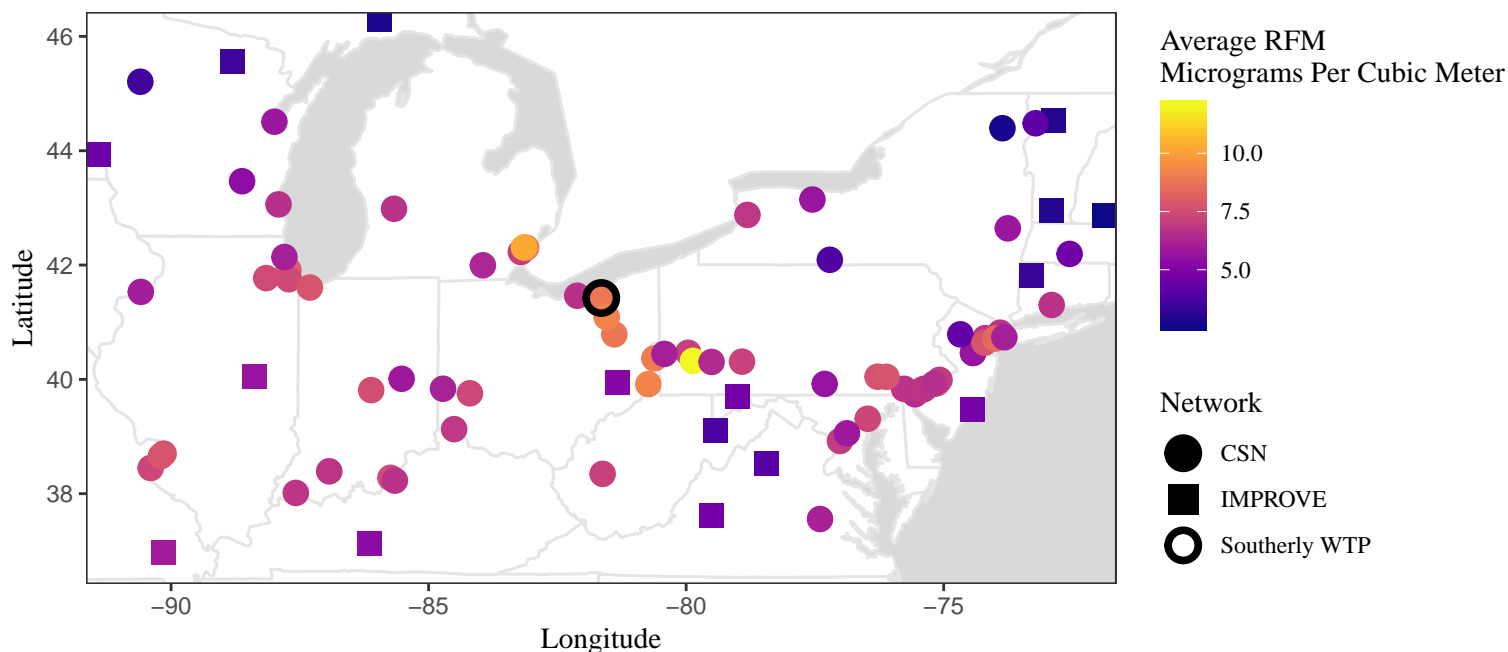 46
44
42
40
38
−90
−85
−80
−75
Latitude
Longitude
Average RFM
Micrograms Per Cubic Meter
10.0
7.5
5.0
Network
CSN
IMPROVE
Southerly WTP